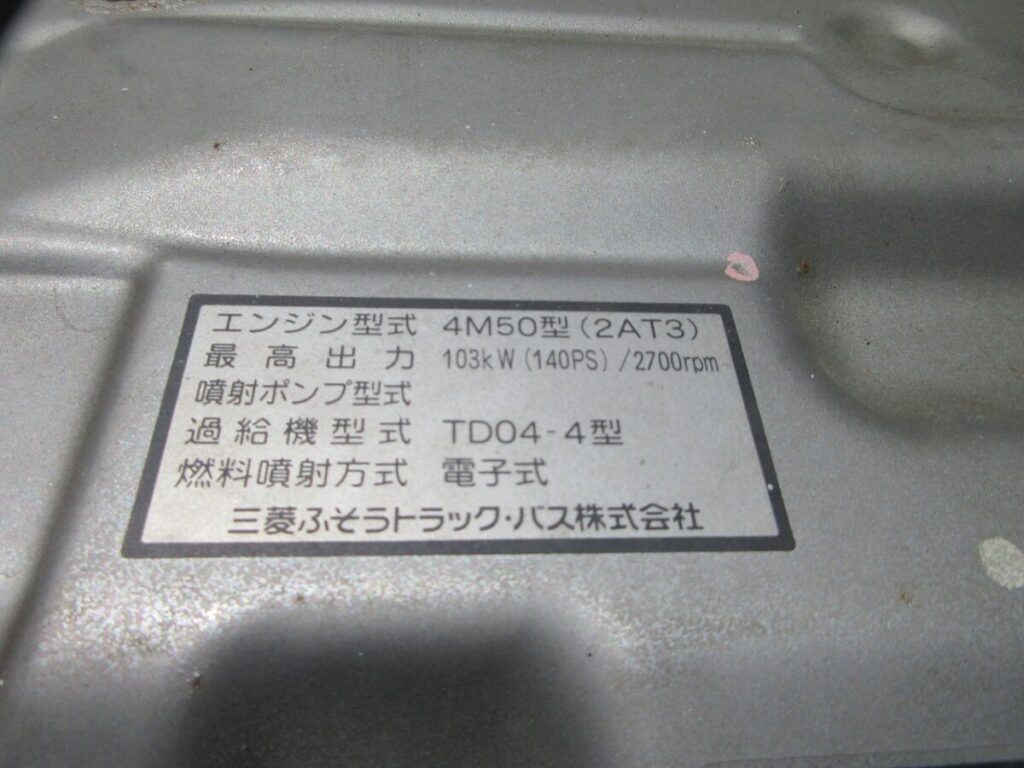 エンジン型式 4M50型(2AT3)
最高出力 103kW(140PS)/2700rpm
噴射ポンプ型式
過給機型式 TD04-4型
燃料噴射方式 電子式
三菱ふそうトラック・バス株式会社